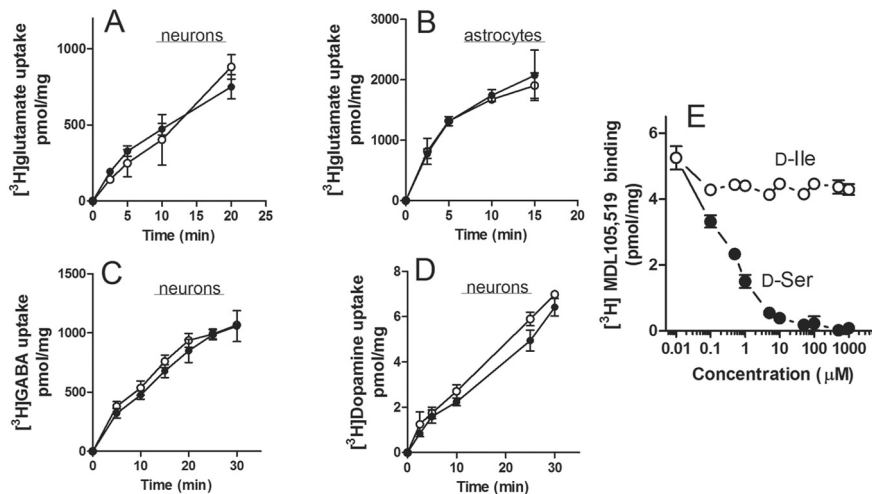 A
neurons
[³H]glutamate uptake
pmol/mg
1000
500
0
0 5 10 15 20 25
Time (min)
B
astrocytes
[³H]glutamate uptake
pmol/mg
3000
2000
1000
0
0 5 10 15 20
Time (min)
C
neurons
[³H]GABA uptake
pmol/mg
1500
1000
500
0
0 10 20 30
Time (min)
D
neurons
[³H]Dopamine uptake
pmol/mg
8
6
4
2
0
0 10 20 30
Time (min)
E
[³H] MDL105,519 binding
(pmol/mg)
6
4
2
0
D-Ile
D-Ser
0.01 0.1 1 10 100 1000
Concentration ( μM)